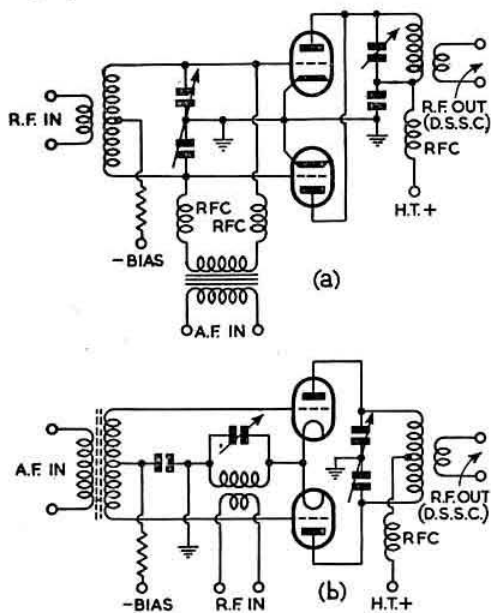 R.F. IN
R.F. OUT
(D.S.S.C.)
RFC
RFC
RFC
H.T.+
-BIAS
(a)
A.F. IN
A.F. IN
R.F. OUT
(D.S.S.C.)
RFC
-BIAS
R.F. IN
(b)
H.T.+